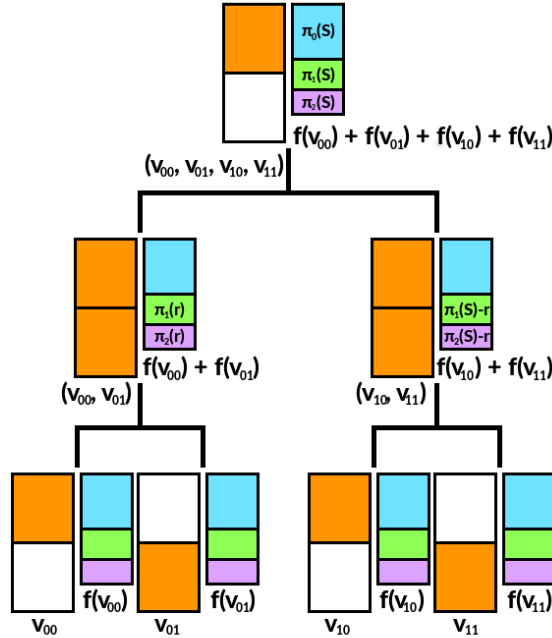 π₀(S)
π₁(S)
π₂(S)
f(v₀₀) + f(v₀₁) + f(v₁₀) + f(v₁₁)
(v₀₀, v₀₁, v₁₀, v₁₁)
π₁(r)
π₂(r)
π₁(S)-r
π₂(S)-r
f(v₀₀) + f(v₀₁)
f(v₁₀) + f(v₁₁)
(v₀₀, v₀₁)
(v₁₀, v₁₁)
f(v₀₀)
f(v₀₁)
f(v₁₀)
f(v₁₁)
v₀₀
v₀₁
v₁₀
v₁₁